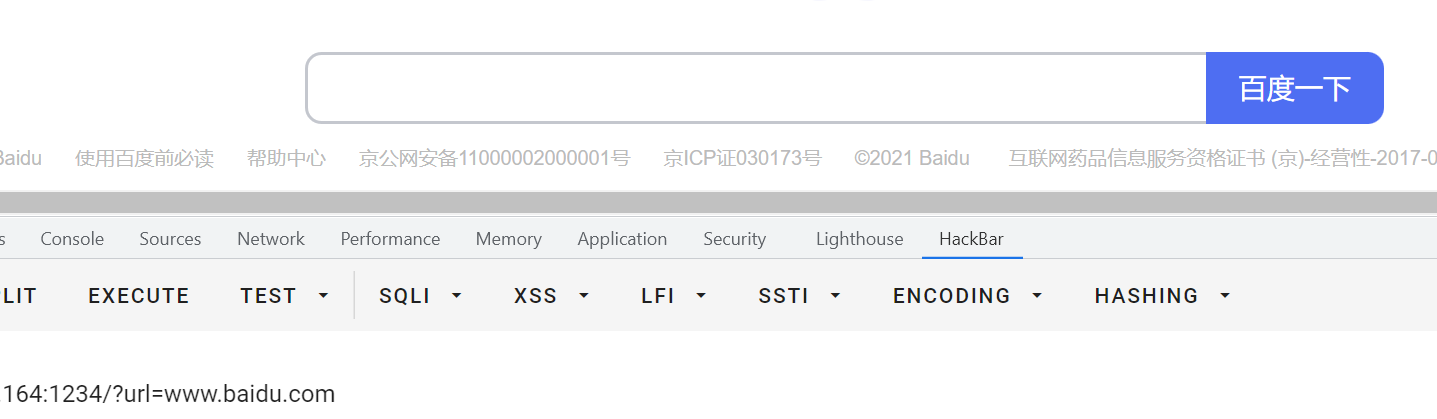 百度一下
Baidu 使用百度前必读 帮助中心 京公网安备11000002000001号 京ICP证030173号 ©2021 Baidu 互联网药品信息服务资格证书 (京)-经营性-2017-0
s Console Sources Network Performance Memory Application Security Lighthouse HackBar
LIT EXECUTE TEST SQLI XSS LFI SSTI ENCODING HASHING
164:1234/?url=www.baidu.com